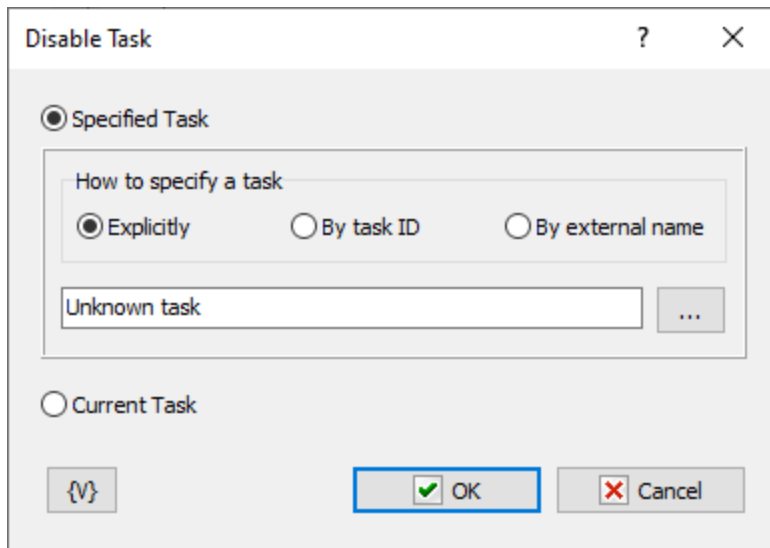 Disable Task ?
Specified Task
How to specify a task
Explicitly By task ID By external name
Unknown task ...
Current Task
{V} OK Cancel